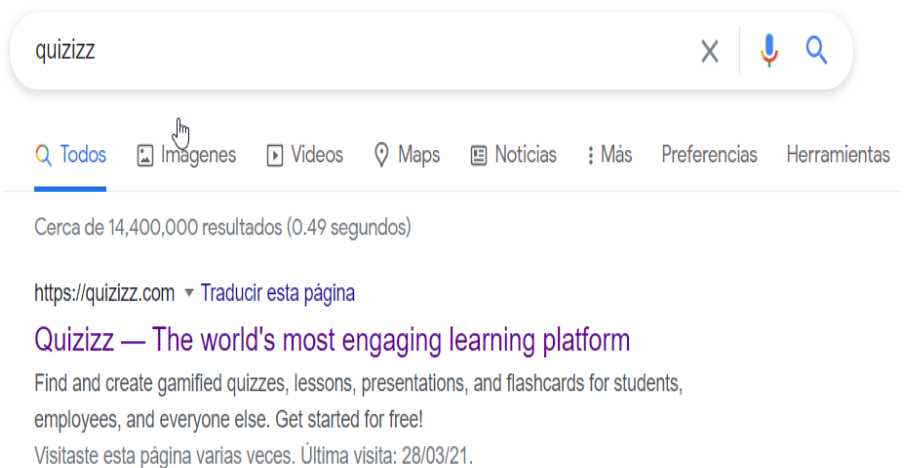 quizizz
Todos Imágenes Videos Maps Noticias Más Preferencias Herramientas
Cerca de 14,400,000 resultados (0.49 segundos)
https://quizizz.com Traducir esta página
Quizizz — The world's most engaging learning platform
Find and create gamified quizzes, lessons, presentations, and flashcards for students,
employees, and everyone else. Get started for free!
Visitaste esta página varias veces. Última visita: 28/03/21.